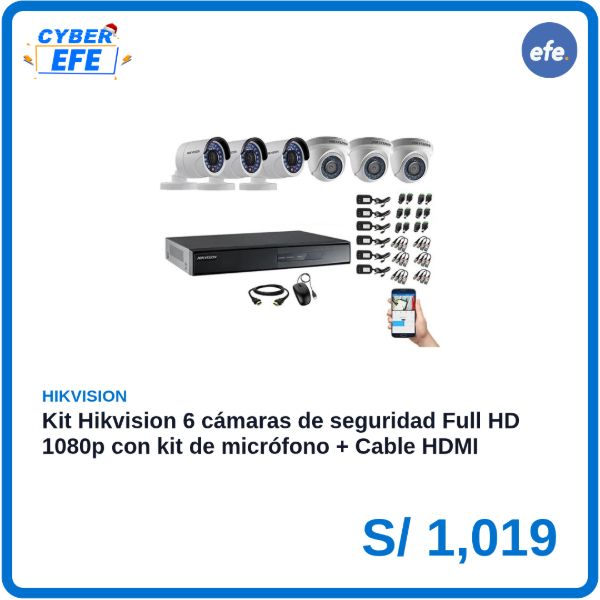 CYBER
EFE
efe.
HIKVISION
HIKVISION
HIKVISION
Kit Hikvision 6 cámaras de seguridad Full HD
1080p con kit de micrófono + Cable HDMI
S/ 1,019